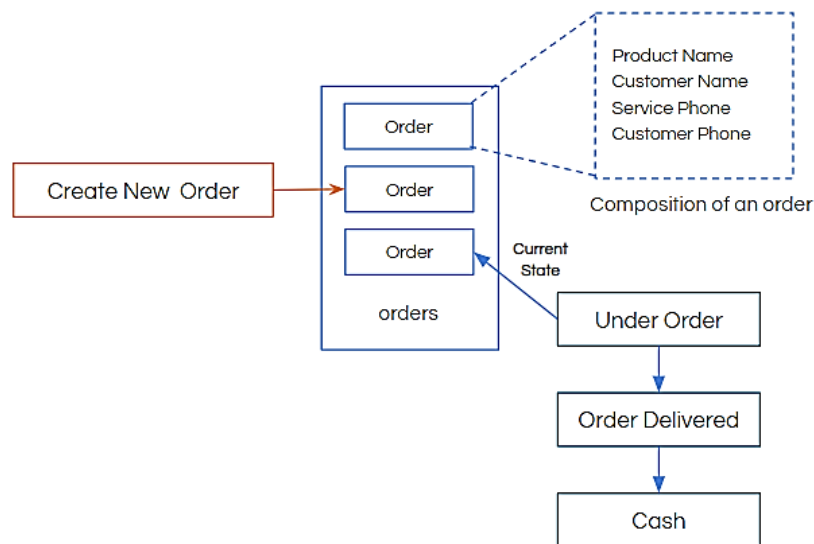 Product Name
Customer Name
Service Phone
Customer Phone
Composition of an order
Order
Order
Order
orders
Create New Order
Current
State
Under Order
Order Delivered
Cash